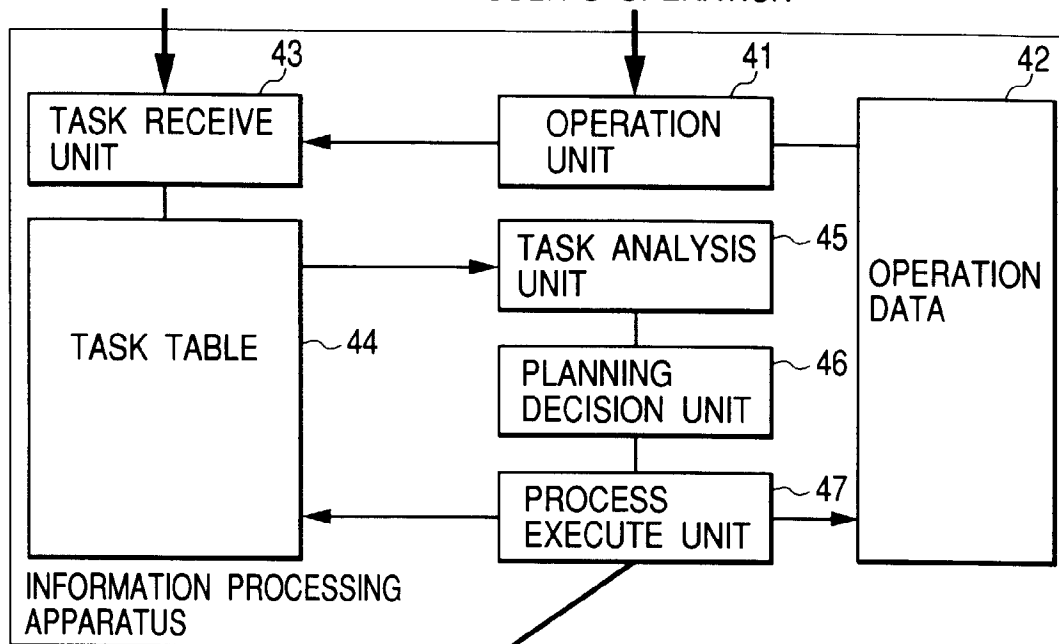 43
41
42
TASK RECEIVE
UNIT
OPERATION
UNIT
TASK ANALYSIS
UNIT
45
OPERATION
DATA
TASK TABLE
44
PLANNING
DECISION UNIT
46
PROCESS
EXECUTE UNIT
47
INFORMATION PROCESSING
APPARATUS